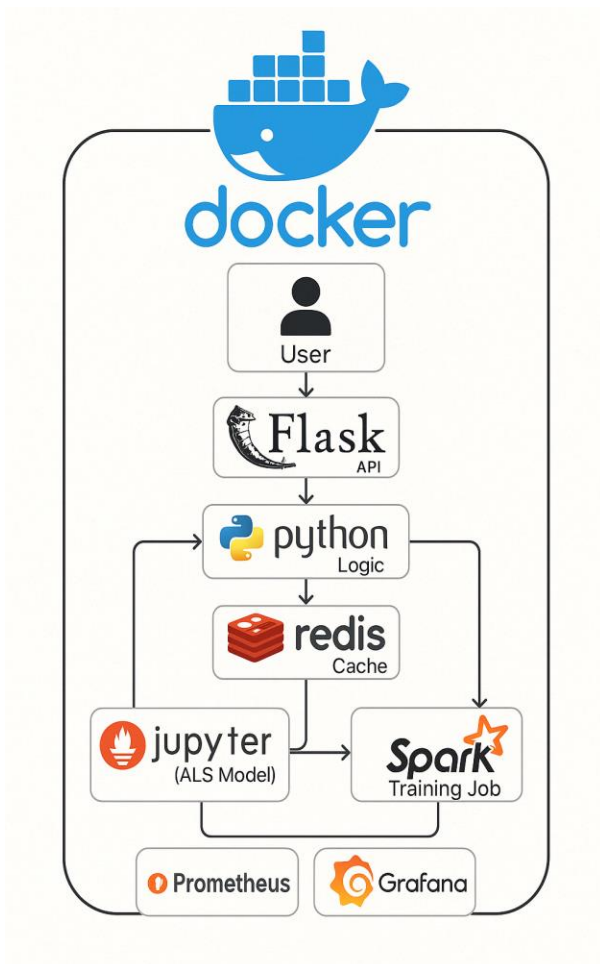 docker
User
Flask
API
python
Logic
redis
Cache
jupyter
(ALS Model)
Spark
Training Job
Prometheus
Grafana